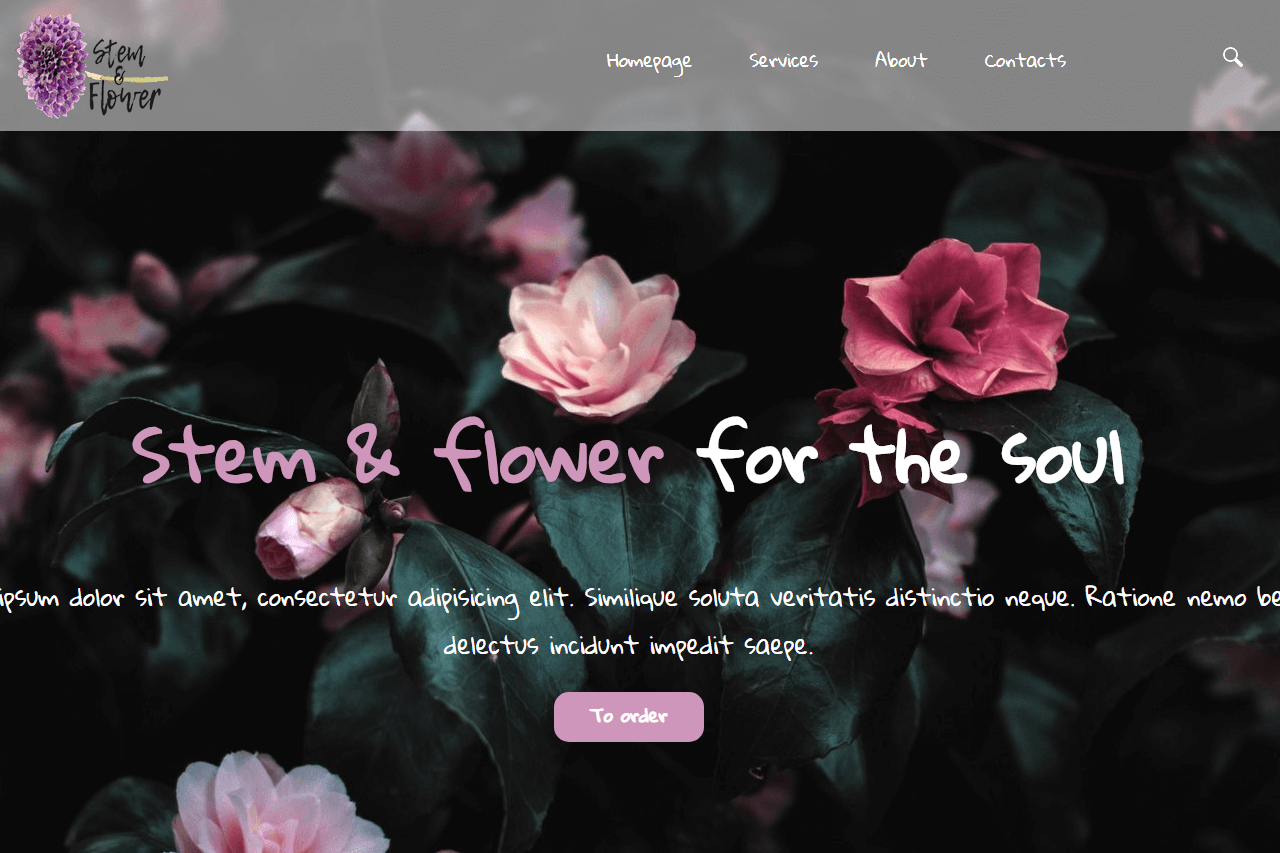 Stem
&
Flower
Homepage Services About Contacts
Stem & flower for the soul
ipsum dolor sit amet, consectetur adipisicing elit. Similique soluta veritatis distinctio neque. Ratione nemo be
delectus incidunt impedit saepe.
To order